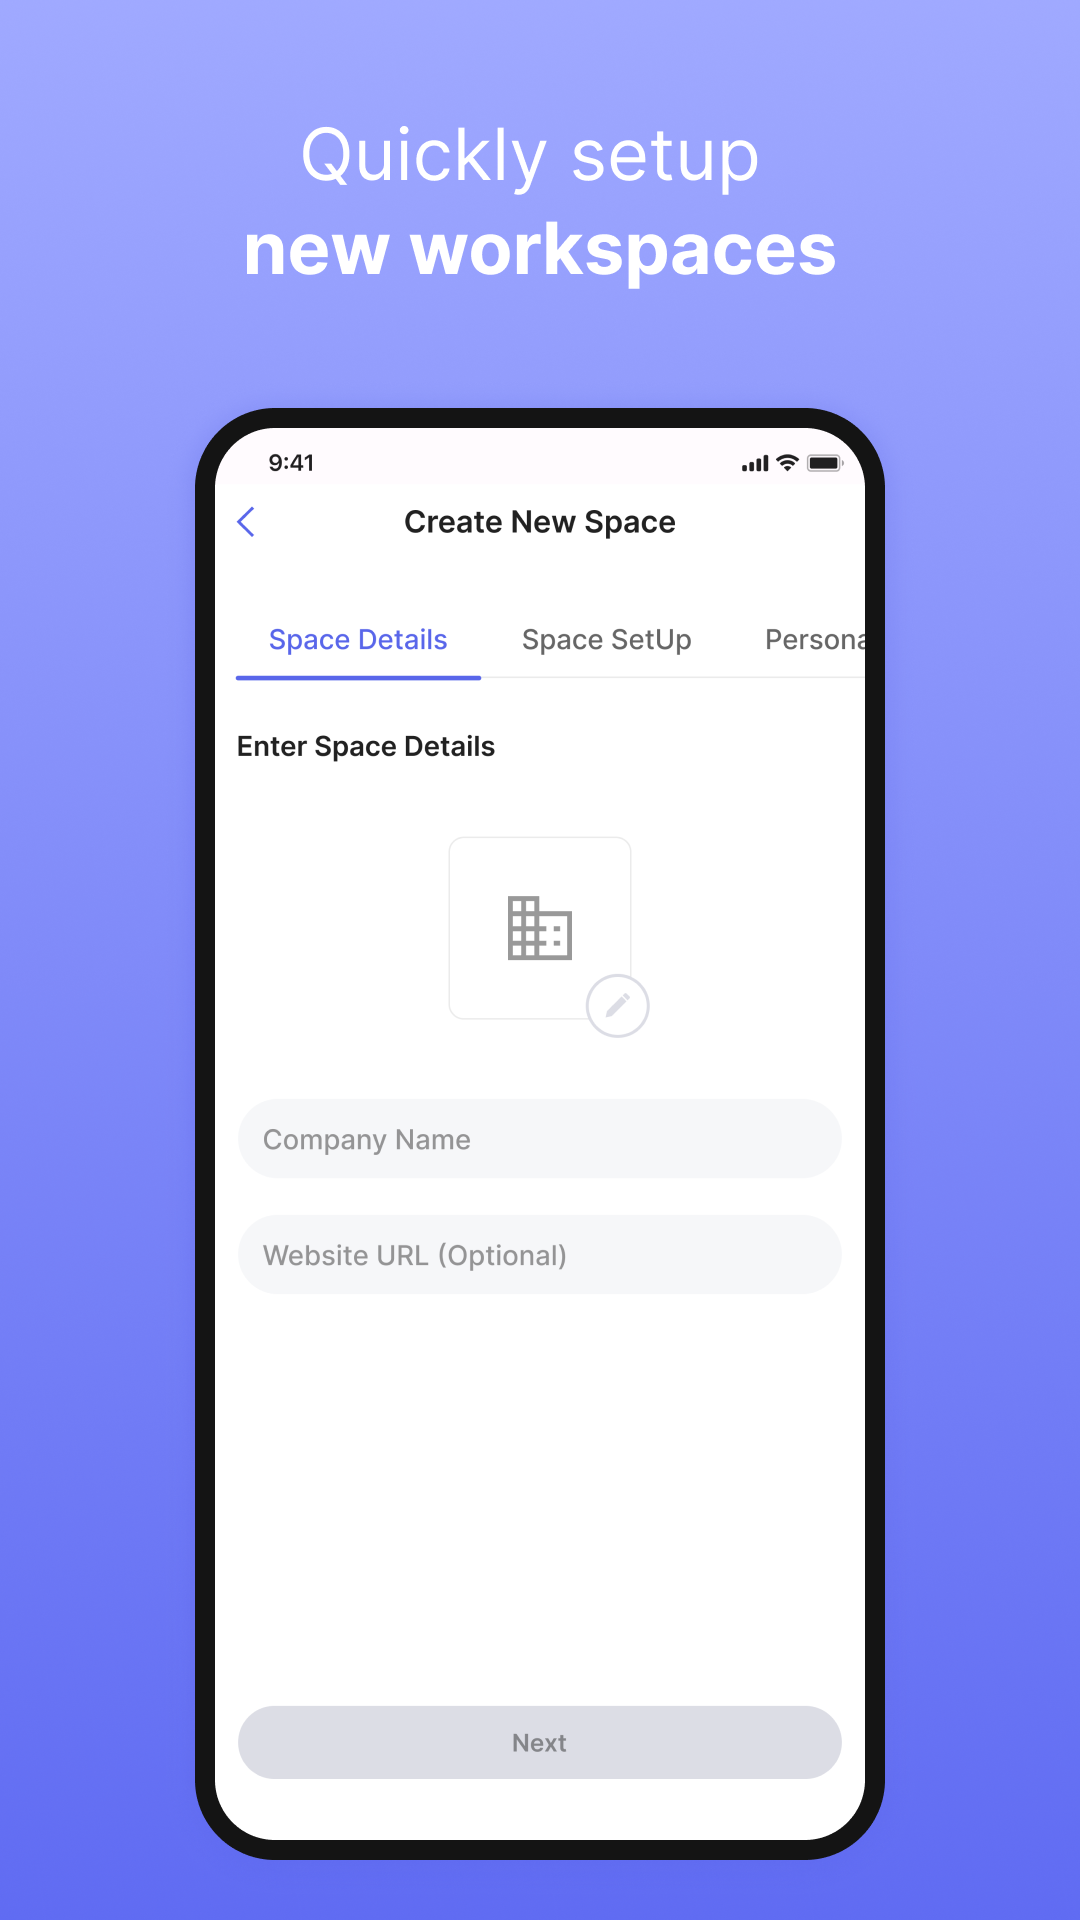 Quickly setup
new workspaces
9:41
Create New Space
Space Details Space SetUp Persona
Enter Space Details
Company Name
Website URL (Optional)
Next